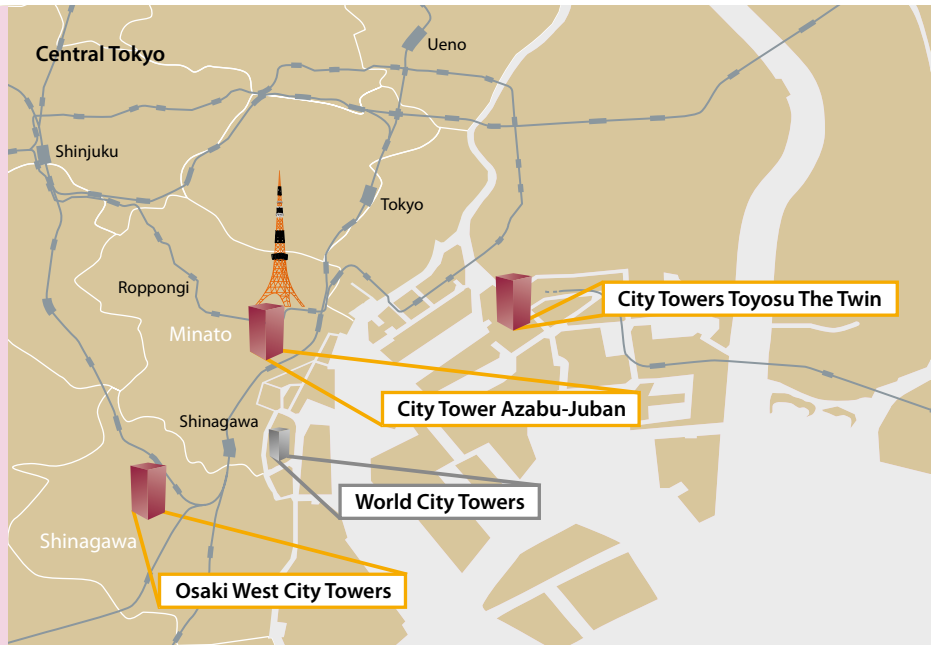 Central Tokyo
Ueno
Shinjuku
Tokyo
Roppongi
City Towers Toyosu The Twin
Minato
City Tower Azabu-Juban
Shinagawa
World City Towers
Shinagawa
Osaki West City Towers